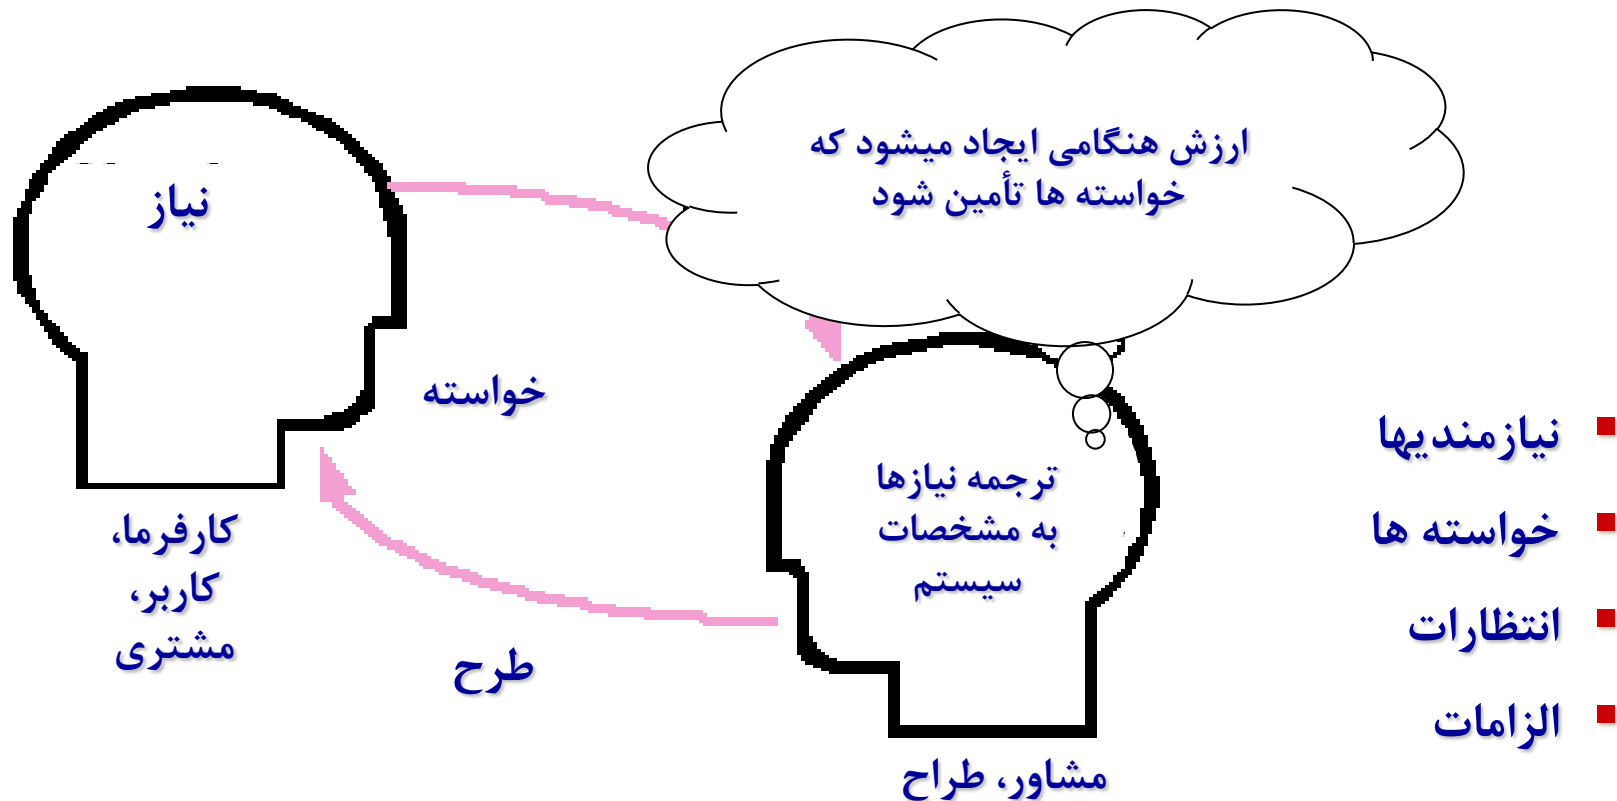 ارزش هنگامی ایجاد میشود که
خواسته ها تأمین شود
نیاز
خواسته
نیازمندیها
خواسته ها
انتظارات
الزامات
ترجمه نیازها
به مشخصات
سیستم
کارفرما،
کاربر،
مشتری
طرح
مشاور، طراح